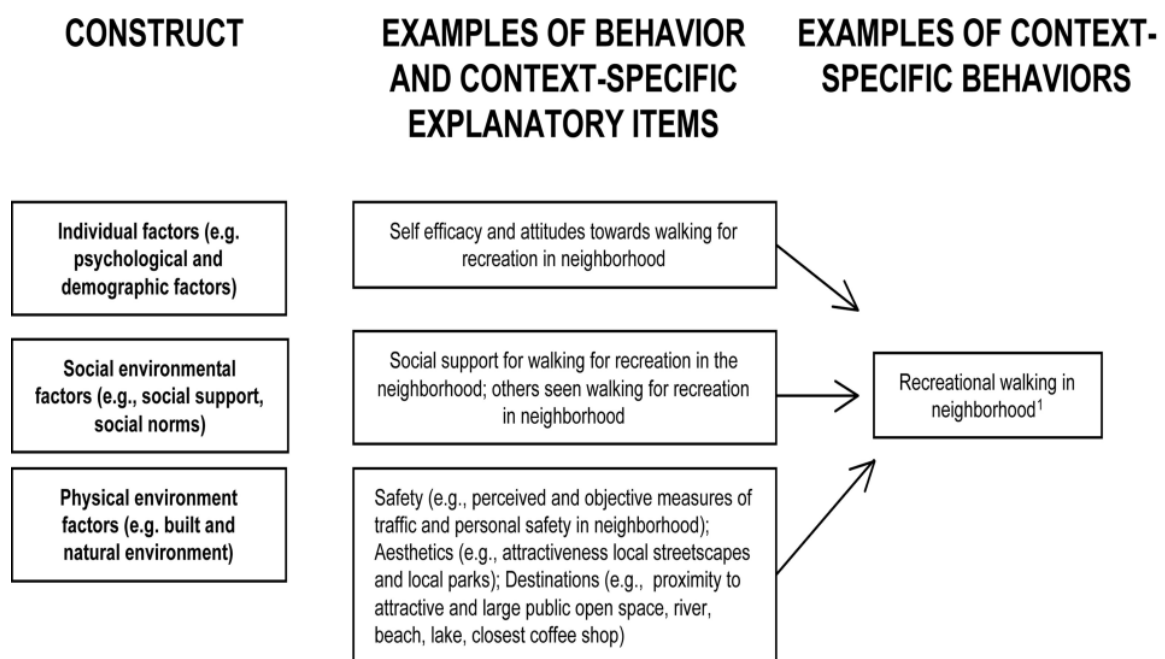 CONSTRUCT
EXAMPLES OF BEHAVIOR
AND CONTEXT-SPECIFIC
EXPLANATORY ITEMS
EXAMPLES OF CONTEXT-
SPECIFIC BEHAVIORS
Individual factors (e.g.
psychological and
demographic factors)
Self efficacy and attitudes towards walking for
recreation in neighborhood
Social environmental
factors (e.g., social support,
social norms)
Social support for walking for recreation in the
neighborhood; others seen walking for recreation
in neighborhood
Recreational walking in
neighborhood¹
Physical environment
factors (e.g. built and
natural environment)
Safety (e.g., perceived and objective measures of
traffic and personal safety in neighborhood);
Aesthetics (e.g., attractiveness local streetscapes
and local parks); Destinations (e.g., proximity to
attractive and large public open space, river,
beach, lake, closest coffee shop)